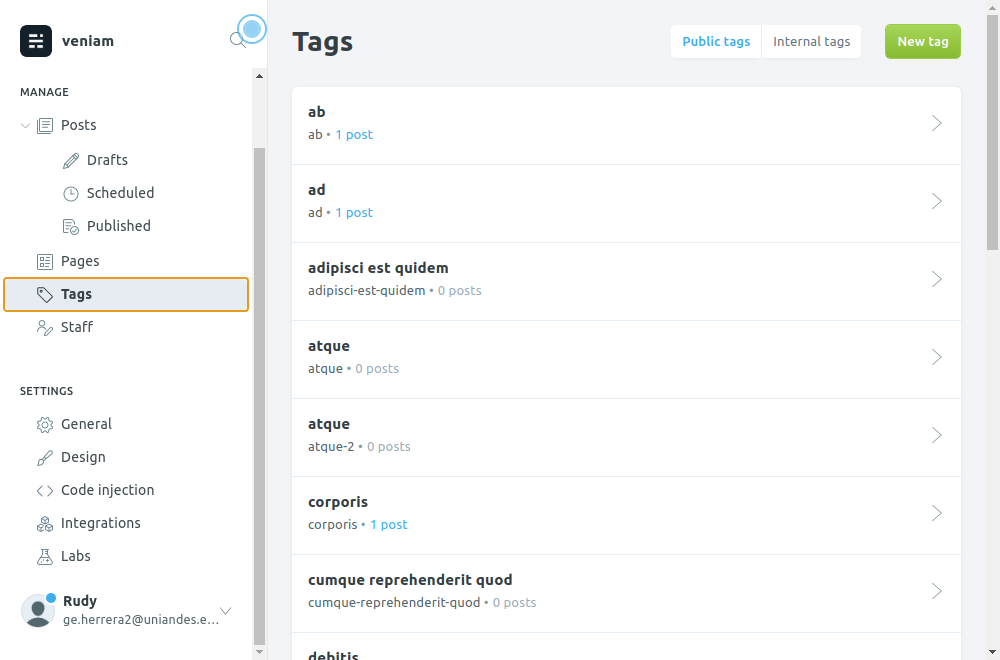 veniam
MANAGE
Posts
Drafts
Scheduled
Published
Pages
Tags
Staff
SETTINGS
General
Design
Code injection
Integrations
Labs
Rudy
ge.herrera2@uniandes.e...
Tags
Public tags
Internal tags
New tag
ab
ab • 1 post
ad
ad • 1 post
adipisci est quidem
adipisci-est-quidem • 0 posts
atque
atque • 0 posts
atque
atque-2 • 0 posts
corporis
corporis • 1 post
cumque reprehenderit quod
cumque-reprehenderit-quod • 0 posts
debitis